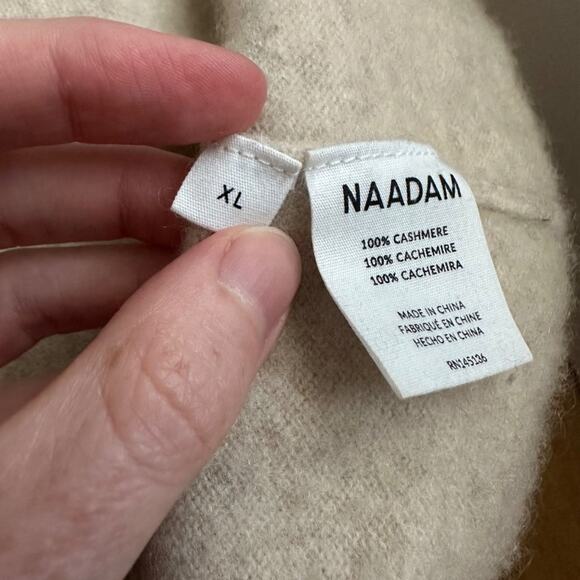 XL
NAADAM
100% CASHMERE
100% CACHEMIRE
100% CACHEMIRA
MADE IN CHINA
FABRIQUÉ EN CHINE
HECHO EN CHINA
RN145136